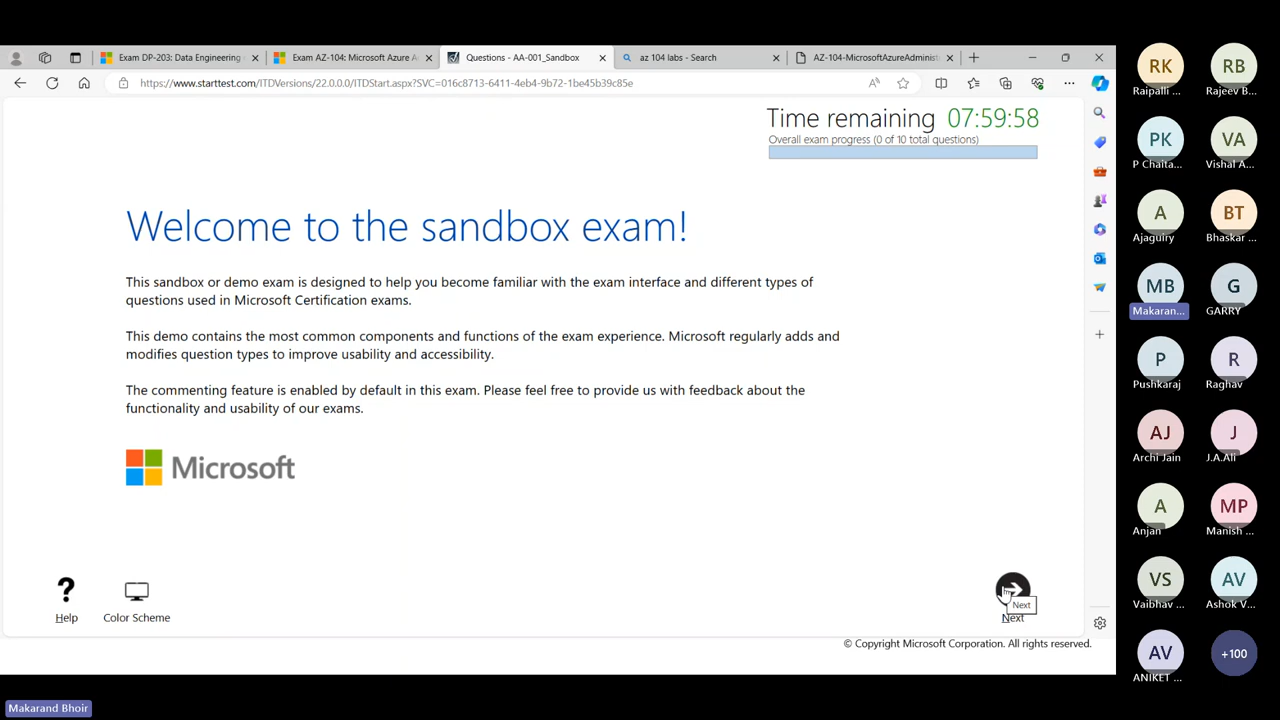 Exam DP-203: Data Engineering
Exam AZ-104: Microsoft Azure A
Questions - AA-001_Sandbox
az 104 labs - Search
AZ-104-MicrosoftAzureAdminist
https://www.starttest.com/ITDVersions/22.0.0.0/ITDStart.aspx?SVC=016c8713-6411-4eb4-9b72-1be45b39c85e
Time remaining 07:59:58
Overall exam progress (0 of 10 total questions)
Welcome to the sandbox exam!
This sandbox or demo exam is designed to help you become familiar with the exam interface and different types of
questions used in Microsoft Certification exams.
This demo contains the most common components and functions of the exam experience. Microsoft regularly adds and
modifies question types to improve usability and accessibility.
The commenting feature is enabled by default in this exam. Please feel free to provide us with feedback about the
functionality and usability of our exams.
Microsoft
?
Help
Color Scheme
Next
Next
© Copyright Microsoft Corporation. All rights reserved.
RK
Raipalli ...
RB
Rajeev B...
PK
P Chaita...
VA
Vishal A...
A
Ajaguiry
BT
Bhaskar ...
MB
Makaran...
G
GARRY
P
Pushkaraj
R
Raghav
AJ
Archi Jain
J
J.A.Ali
A
Anjan
MP
Manish ...
VS
Vaibhav ...
AV
Ashok V...
AV
ANIKET ...
+100
Makarand Bhoir